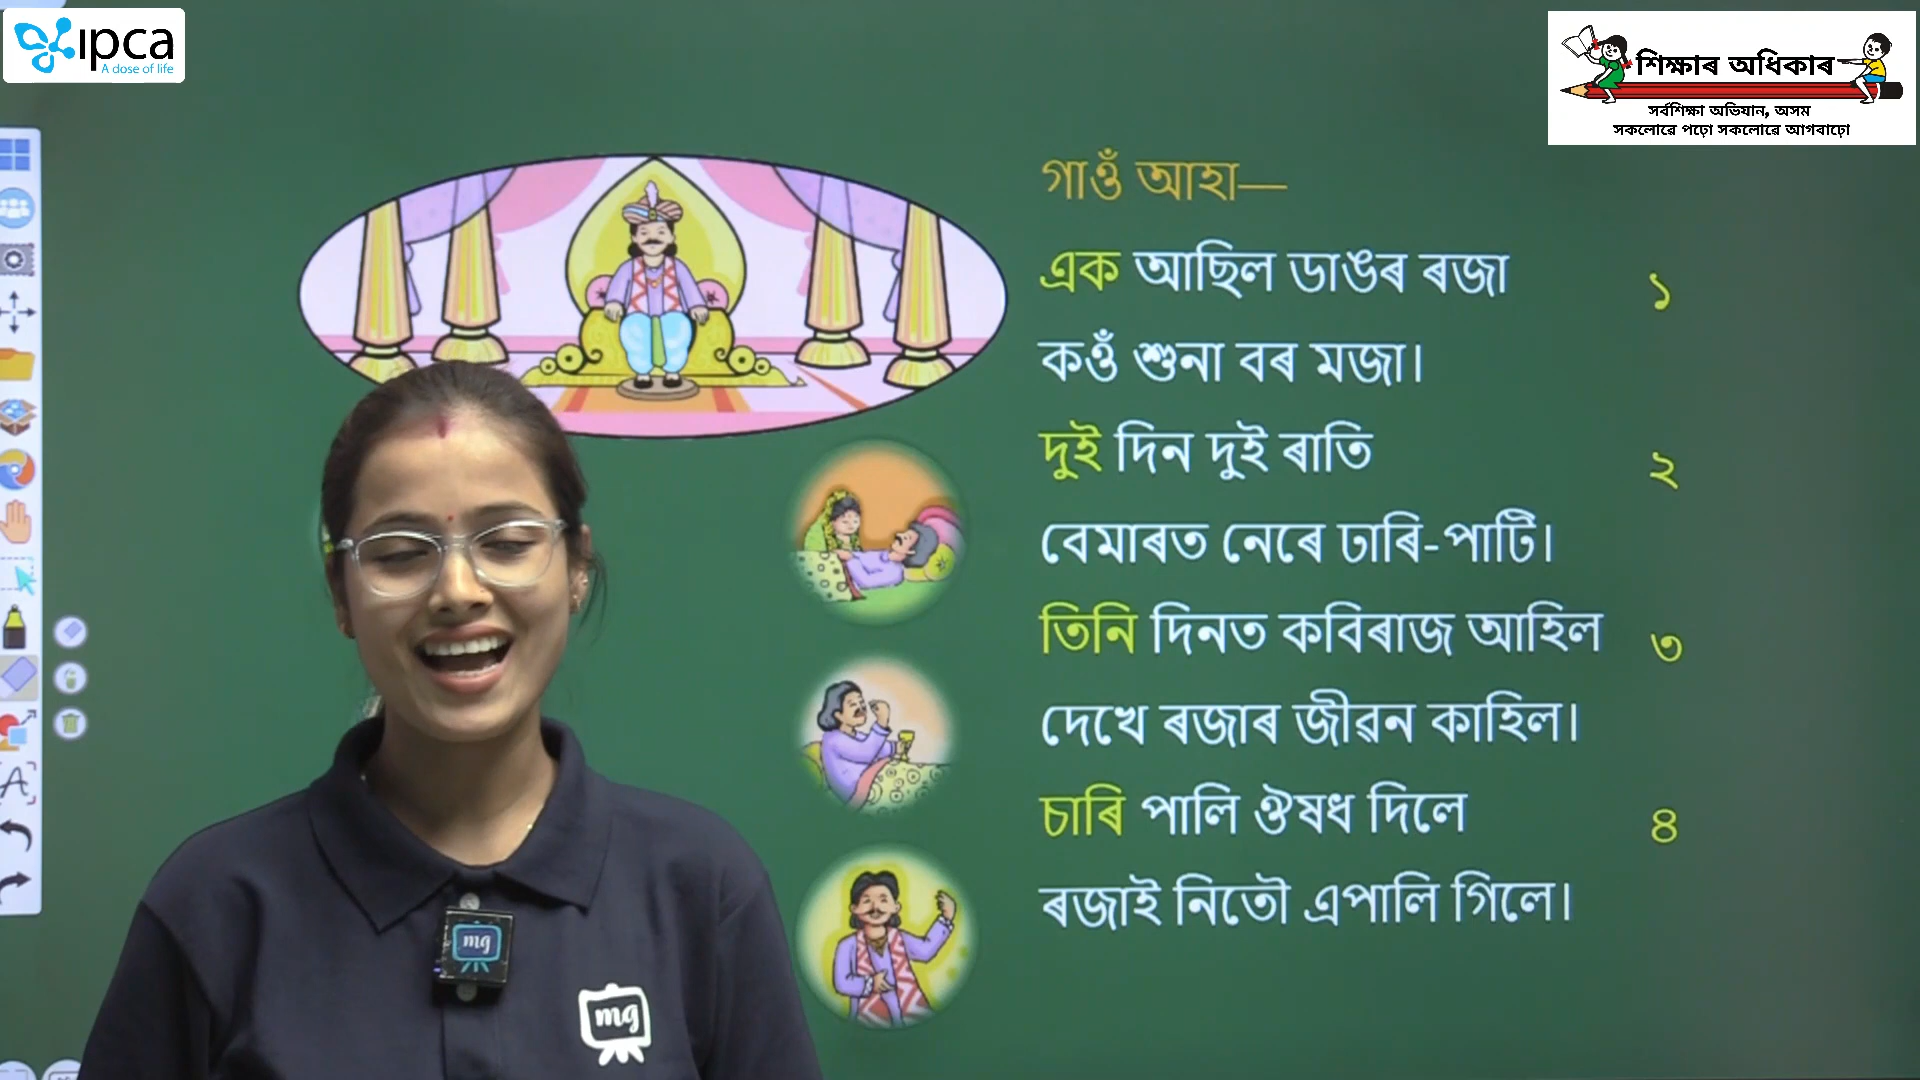 ipca
A dose of life
শিক্ষাৰ অধিকাৰ
সৰ্বশিক্ষা অভিযান, অসম
সকলোৱে পঢ়ো সকলোৱে আগবাঢ়ো
গাওঁ আহা—
এক আছিল ডাঙৰ ৰজা ১
কওঁ শুনা বৰ মজা।
দুই দিন দুই ৰাতি ২
বেমাৰত নেৰে ঢাৰি-পাটি।
তিনি দিনত কবিৰাজ আহিল ৩
দেখে ৰজাৰ জীৱন কাহিল।
চাৰি পালি ঔষধ দিলে ৪
ৰজাই নিতৌ এপালি গিলে।
mg
mg